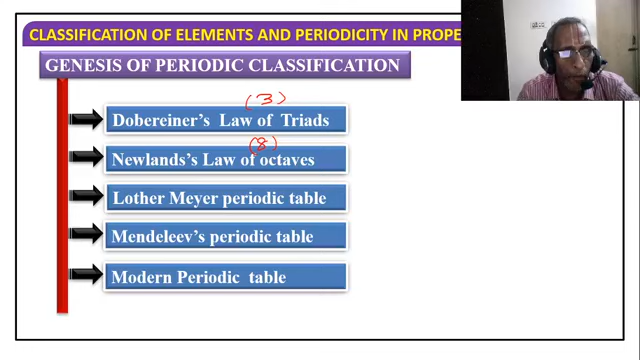 CLASSIFICATION OF ELEMENTS AND PERIODICITY IN PROPE
GENESIS OF PERIODIC CLASSIFICATION
(3)
Dobereiner's Law of Triads
(8)
Newlands's Law of octaves
Lother Meyer periodic table
Mendeleev's periodic table
Modern Periodic table